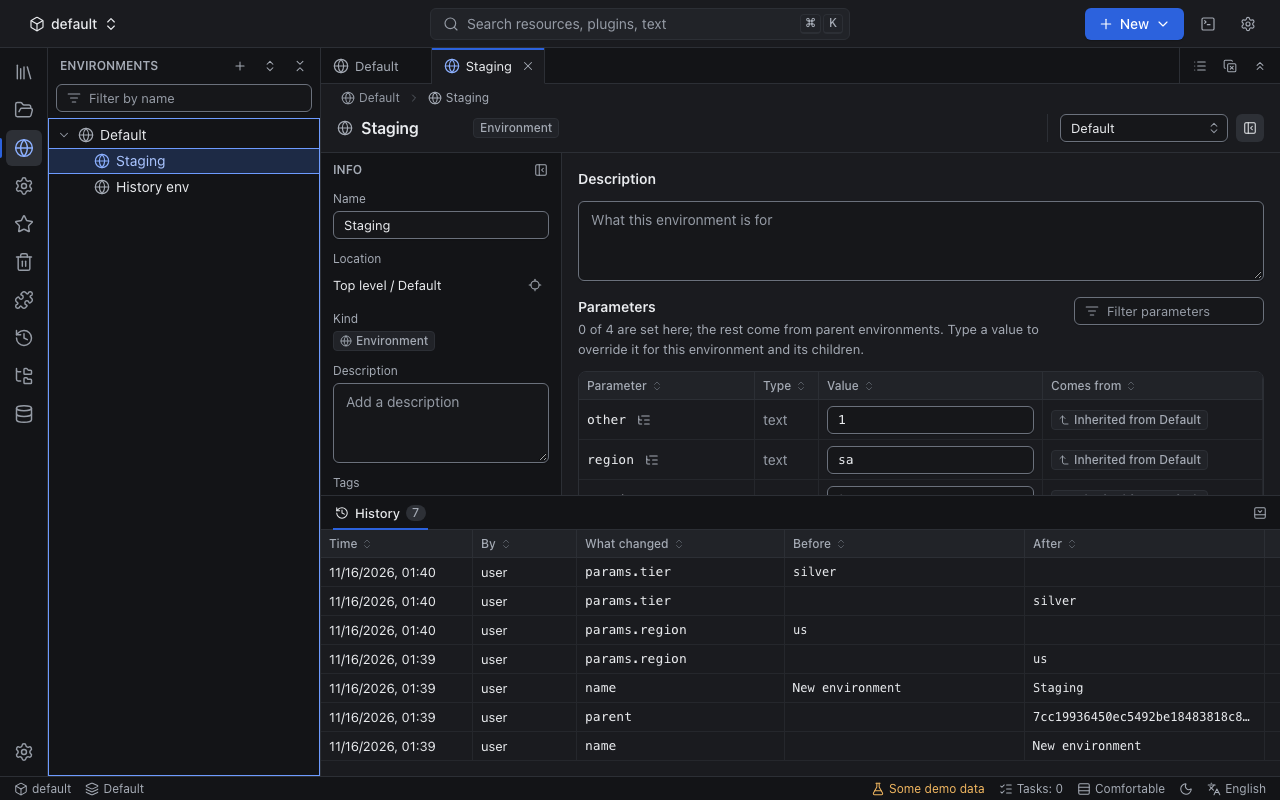 default
Search resources, plugins, text
⌘ K
New
ENVIRONMENTS
Filter by name
Default
Staging
History env
Default
Staging
Default > Staging
Staging Environment
Default
INFO
Name
Staging
Location
Top level / Default
Kind
Environment
Description
Add a description
Tags
Description
What this environment is for
Parameters
0 of 4 are set here; the rest come from parent environments. Type a value to
override it for this environment and its children.
Filter parameters
Parameter Type Value Comes from
other text 1 Inherited from Default
region text sa Inherited from Default
History 7
Time By What changed Before After
11/16/2026, 01:40 user params.tier silver
11/16/2026, 01:40 user params.tier silver
11/16/2026, 01:40 user params.region us
11/16/2026, 01:39 user params.region us
11/16/2026, 01:39 user name New environment Staging
11/16/2026, 01:39 user parent 7cc19936450ec5492be18483818c8…
11/16/2026, 01:39 user name New environment
default Default Some demo data Tasks: 0 Comfortable English